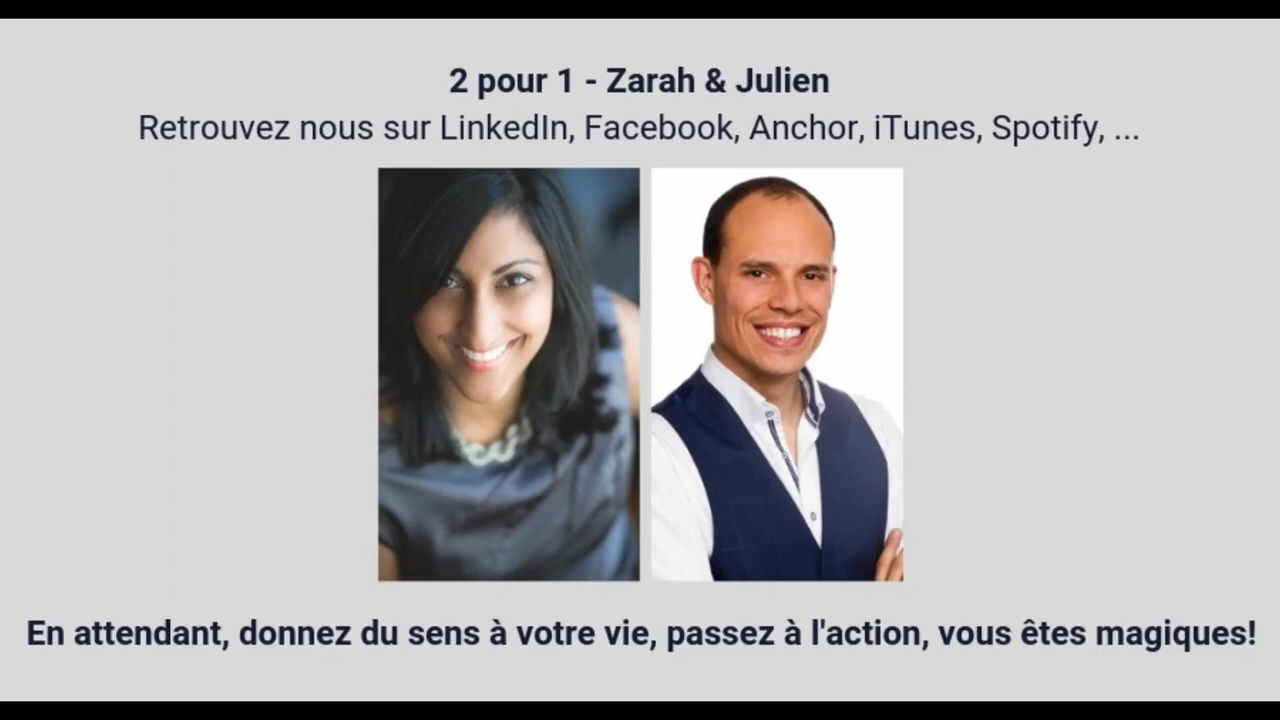 2 pour 1 - Zarah & Julien
Retrouvez nous sur LinkedIn, Facebook, Anchor, iTunes, Spotify, ...
En attendant, donnez du sens à votre vie, passez à l'action, vous êtes magiques!